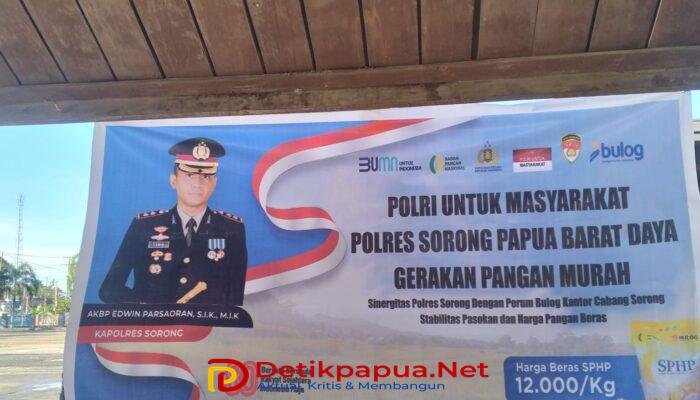 BUMN UNTUK INDONESIA
BADAN PANGAN NASIONAL
MASYARAKAT
bulog
POLRI UNTUK MASYARAKAT
POLRES SORONG PAPUA BARAT DAYA
GERAKAN PANGAN MURAH
Sinergitas Polres Sorong Dengan Perum Bulog Kantor Cabang Sorong
Stabilitas Pasokan dan Harga Pangan Beras
AKBP EDWIN PARSAORAN, S.I.K., M.I.K
KAPOLRES SORONG
Detikpapua.Net
Aktual, Kritis & Membangun
Harga Beras SPHP
12.000/Kg
SPHP